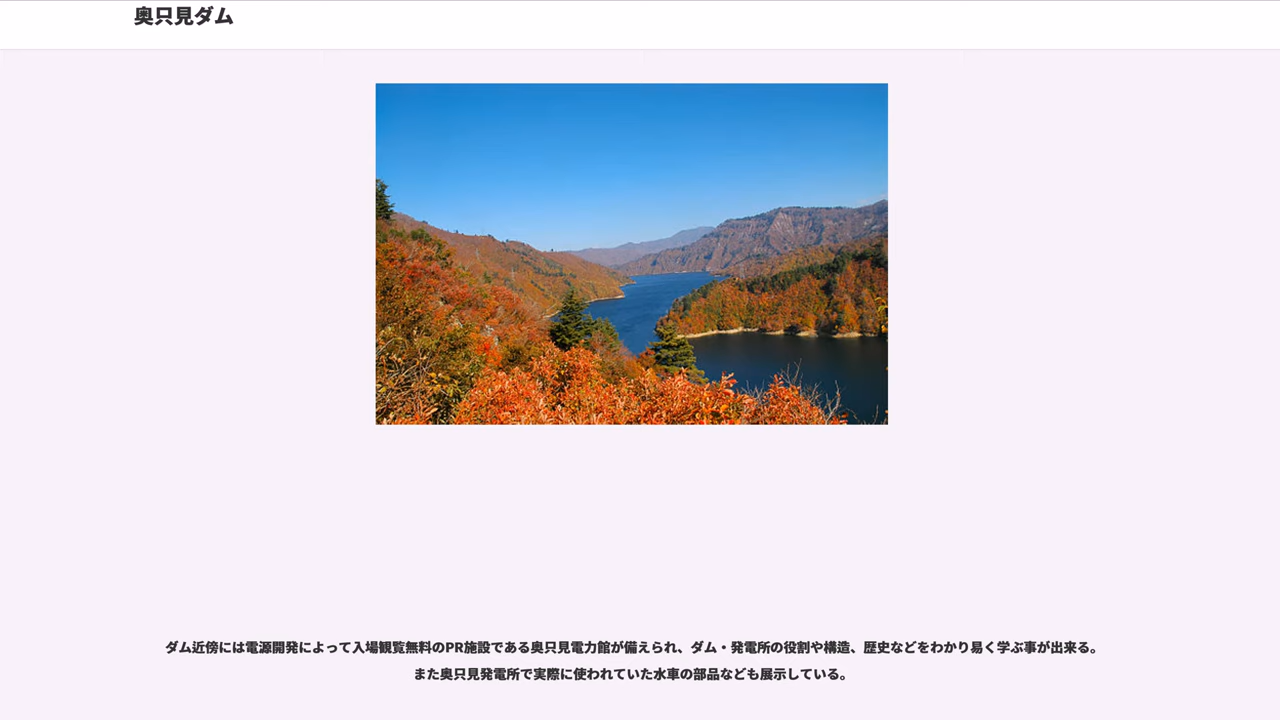 奥只見ダム
ダム近傍には電源開発によって入場観覧無料のPR施設である奥只見電力館が備えられ、ダム・発電所の役割や構造、歴史などをわかり易く学ぶ事が出来る。
また奥只見発電所で実際に使われていた水車の部品なども展示している。